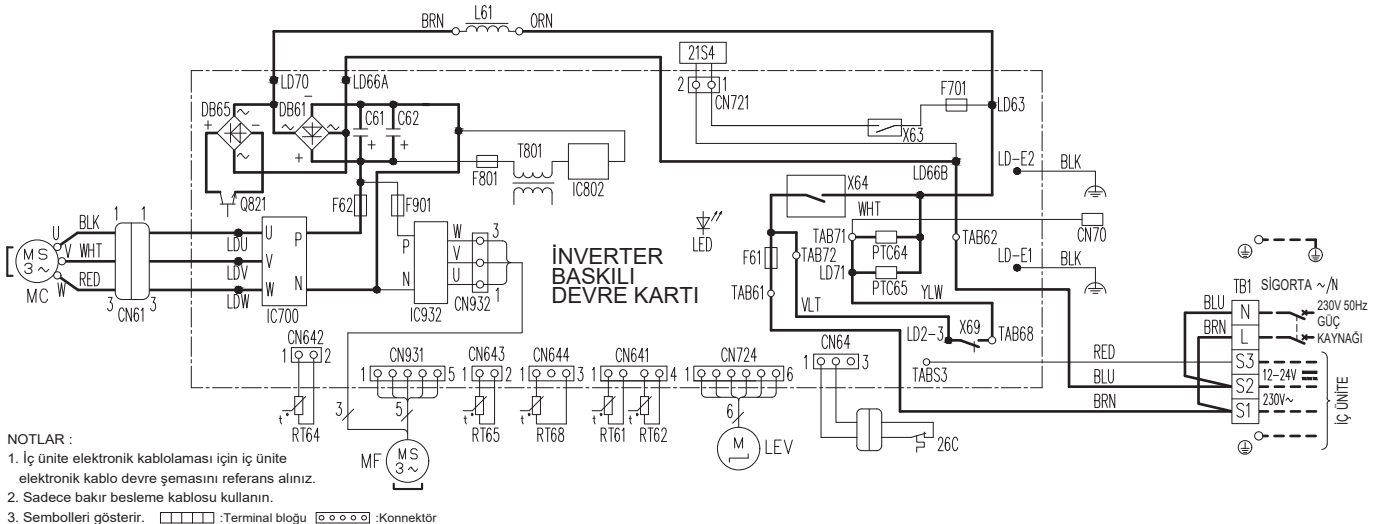 BRN L61 ORN
21S4
LD70 LD66A
2 1
CN721
F701
LD63
DB65 DB61
C61 C62
X63
T801
F801
IC802
LD66B
LD-E2 BLK
Q821
F62 F901
X64
WHT
LED
CN70
TAB71
PTC64
TAB62
F61
TAB72
LD71
PTC65
LD-E1 BLK
TAB61
VLT
YLW
LD2-3 X69 TAB68
U BLK 1 1
V WHT
W RED 3 3
MS 3~
MC
CN61
LDU
LDV
LDW
U P
V
W N
IC700
P
N
W 3
V
U 1
IC932
CN932
İNVERTER
BASKILI
DEVRE KARTI
TB1 SİGORTA ~/N
BLU N 230V 50Hz
GÜÇ
BRN L KAYNAĞI
RED S3
12-24V
BLU S2
230V~
BRN S1
İÇ ÜNİTE
TABS3
CN642
1 2
CN931
1 5
CN643
1 2
CN644
1 3
CN641
1 4
CN724
1 6
CN64
1 3
t° RT64
3
5
t° RT65
t° RT68
t° RT61
t° RT62
6
26C
MF MS 3~
M LEV
NOTLAR :
1. İç ünite elektronik kablolaması için iç ünite
elektronik kablo devre şemasını referans alınız.
2. Sadece bakır besleme kablosu kullanın.
3. Sembolleri gösterir. :Terminal bloğu :Konnektör